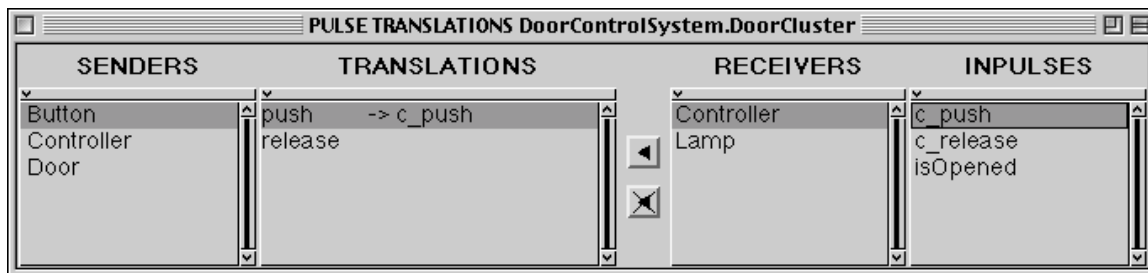 PULSE TRANSLATIONS DoorControlSystem.DoorCluster
SENDERS TRANSLATIONS RECEIVERS INPULSES
Button push -> c_push Controller c_push
Controller release Lamp c_release
Door isOpened